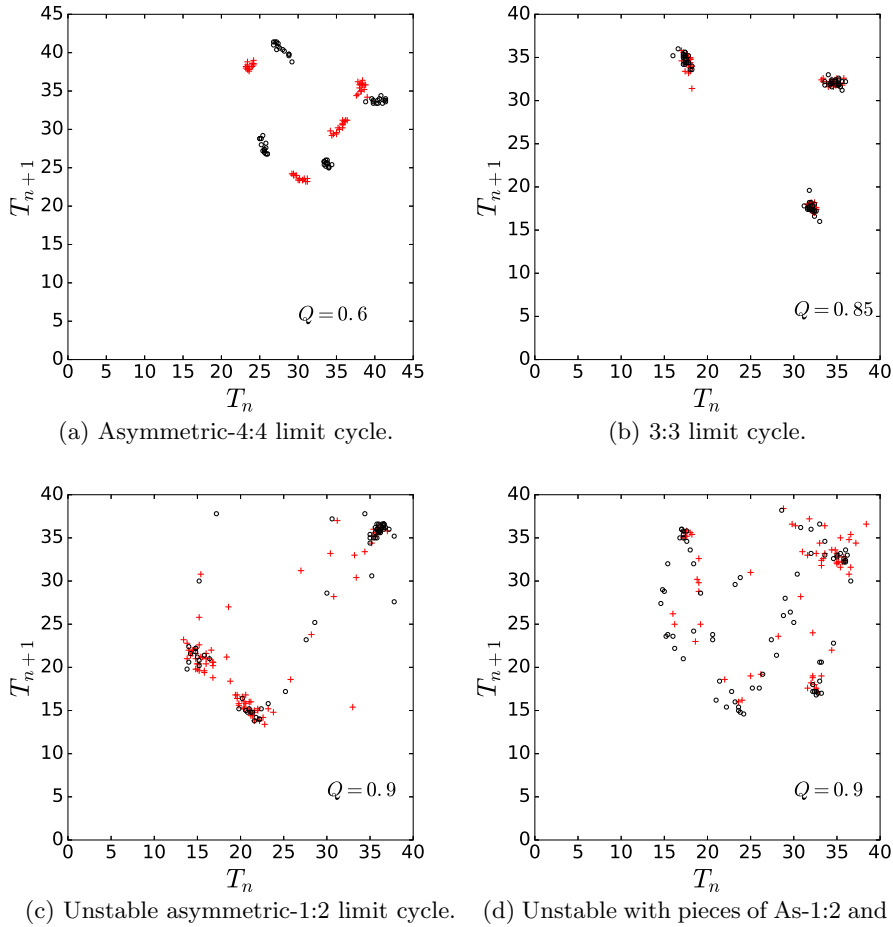 45
40
35
30
25
20
15
10
5
0
T_{n+1}
Q = 0.6
0 5 10 15 20 25 30 35 40 45
T_n
(a) Asymmetric-4:4 limit cycle.
40
35
30
25
20
15
10
5
0
T_{n+1}
Q = 0.85
0 5 10 15 20 25 30 35 40
T_n
(b) 3:3 limit cycle.
40
35
30
25
20
15
10
5
0
T_{n+1}
Q = 0.9
0 5 10 15 20 25 30 35 40
T_n
(c) Unstable asymmetric-1:2 limit cycle.
40
35
30
25
20
15
10
5
0
T_{n+1}
Q = 0.9
0 5 10 15 20 25 30 35 40
T_n
(d) Unstable with pieces of As-1:2 and